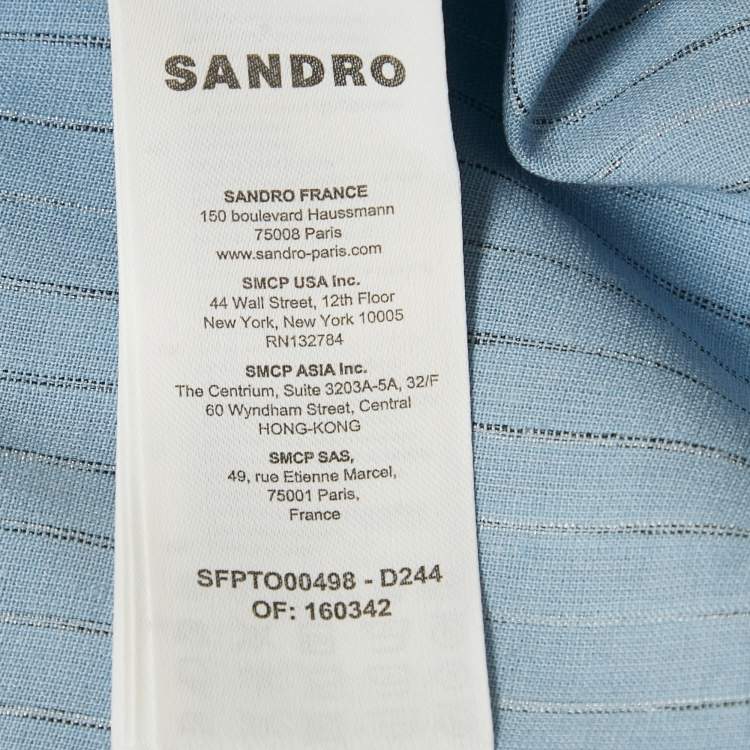 SANDRO
SANDRO FRANCE
150 boulevard Haussmann
75008 Paris
www.sandro-paris.com
SMCP USA Inc.
44 Wall Street, 12th Floor
New York, New York 10005
RN132784
SMCP ASIA Inc.
The Centrium, Suite 3203A-5A, 32/F
60 Wyndham Street, Central
HONG-KONG
SMCP SAS,
49, rue Etienne Marcel,
75001 Paris,
France
SFPTO00498 - D244
OF: 160342